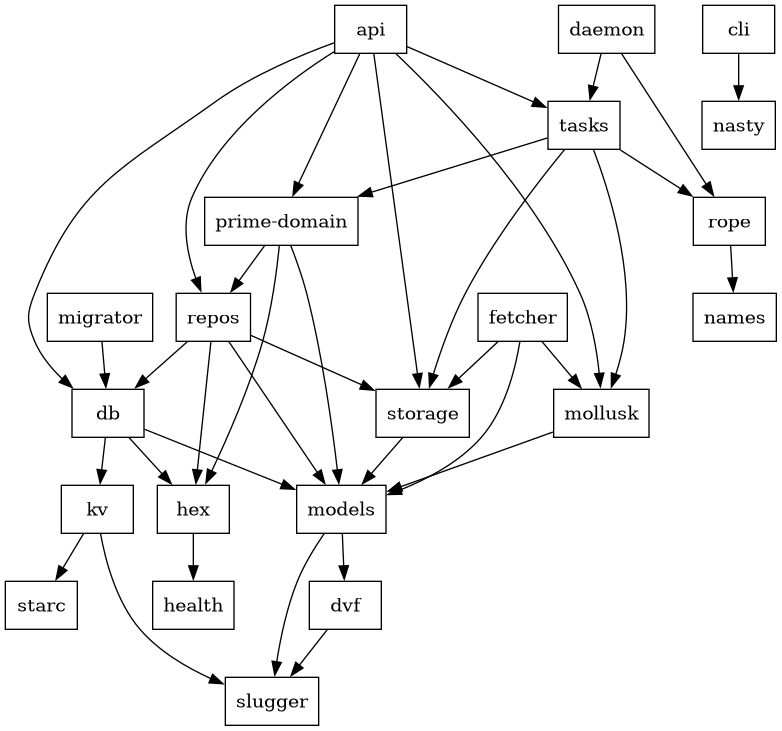 api
daemon
cli
tasks
nasty
prime-domain
rope
migrator
repos
fetcher
names
db
storage
mollusk
kv
hex
models
starc
health
dvf
slugger